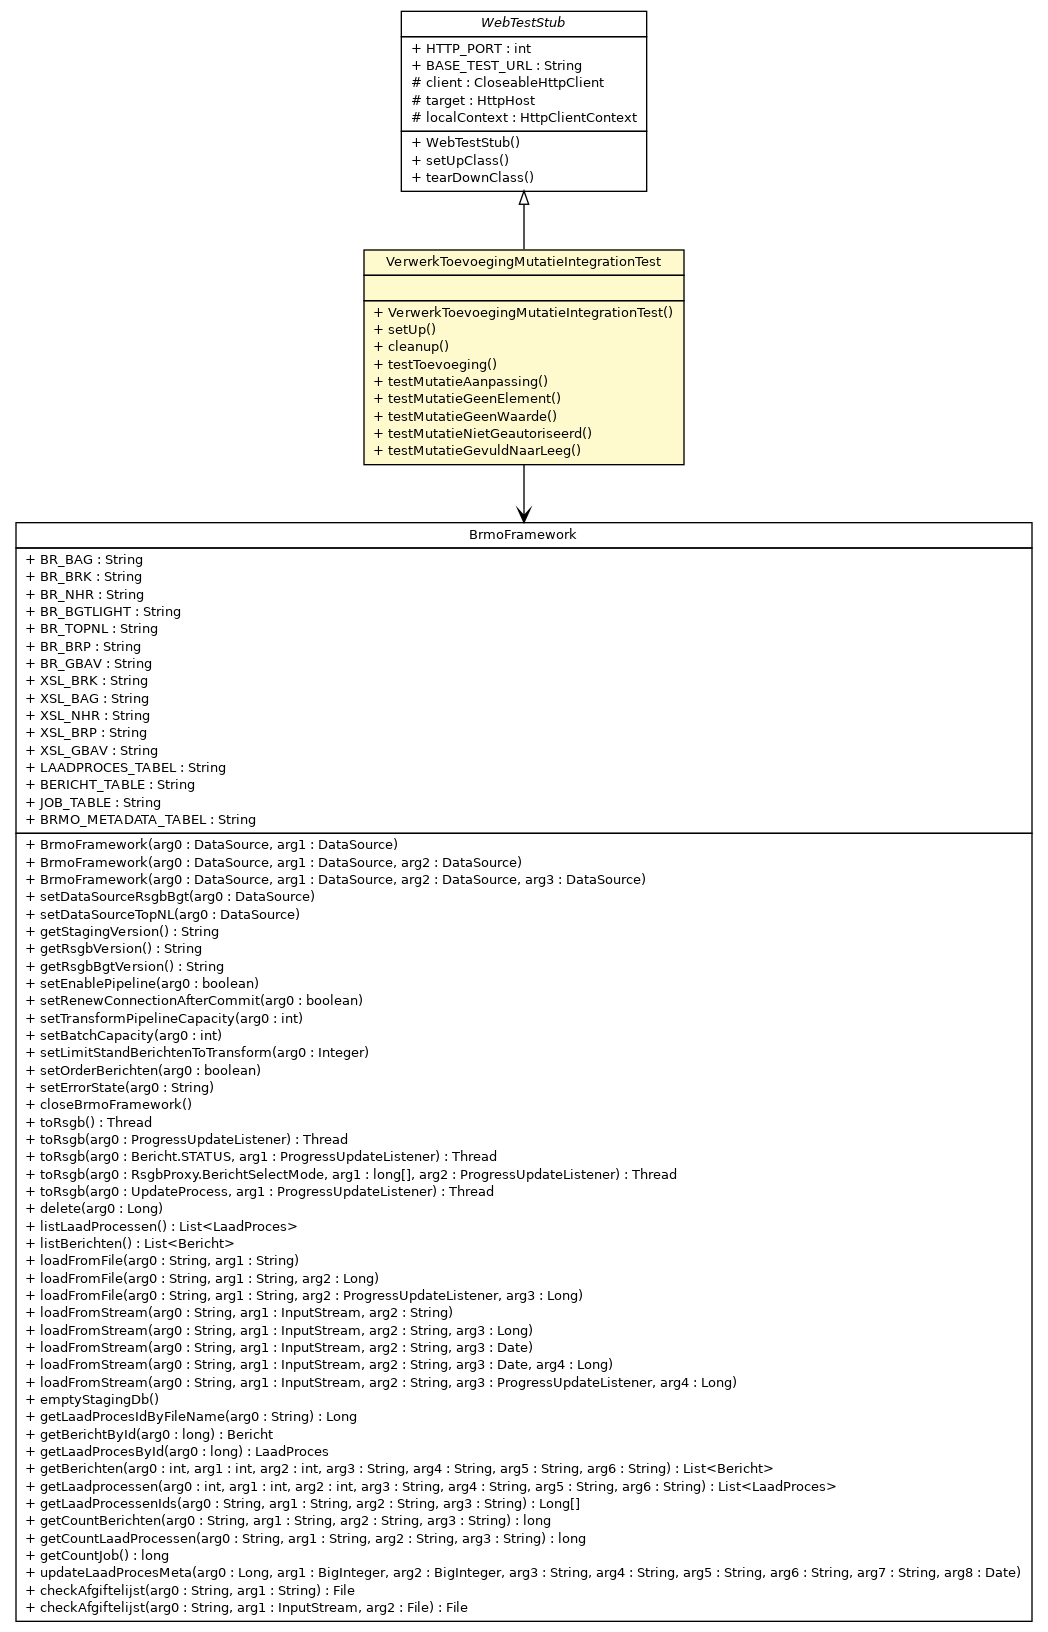 WebTestStub
+ HTTP_PORT : int
+ BASE_TEST_URL : String
# client : CloseableHttpClient
# target : HttpHost
# localContext : HttpClientContext
+ WebTestStub()
+ setUpClass()
+ tearDownClass()
VerwerkToevoegingMutatieIntegrationTest
+ VerwerkToevoegingMutatieIntegrationTest()
+ setUp()
+ cleanup()
+ testToevoeging()
+ testMutatieAanpassing()
+ testMutatieGeenElement()
+ testMutatieGeenWaarde()
+ testMutatieNietGeautoriseerd()
+ testMutatieGevuldNaarLeeg()
BrmoFramework
+ BR_BAG : String
+ BR_BRK : String
+ BR_NHR : String
+ BR_BGTLIGHT : String
+ BR_TOPNL : String
+ BR_BRP : String
+ BR_GBAV : String
+ XSL_BRK : String
+ XSL_BAG : String
+ XSL_NHR : String
+ XSL_BRP : String
+ XSL_GBAV : String
+ LAADPROCES_TABEL : String
+ BERICHT_TABLE : String
+ JOB_TABLE : String
+ BRMO_METADATA_TABEL : String
+ BrmoFramework(arg0 : DataSource, arg1 : DataSource)
+ BrmoFramework(arg0 : DataSource, arg1 : DataSource, arg2 : DataSource)
+ BrmoFramework(arg0 : DataSource, arg1 : DataSource, arg2 : DataSource, arg3 : DataSource)
+ setDataSourceRsgbBgt(arg0 : DataSource)
+ setDataSourceTopNL(arg0 : DataSource)
+ getStagingVersion() : String
+ getRsgbVersion() : String
+ getRsgbBgtVersion() : String
+ setEnablePipeline(arg0 : boolean)
+ setRenewConnectionAfterCommit(arg0 : boolean)
+ setTransformPipelineCapacity(arg0 : int)
+ setBatchCapacity(arg0 : int)
+ setLimitStandBerichtenToTransform(arg0 : Integer)
+ setOrderBerichten(arg0 : boolean)
+ setErrorState(arg0 : String)
+ closeBrmoFramework()
+ toRsgb() : Thread
+ toRsgb(arg0 : ProgressUpdateListener) : Thread
+ toRsgb(arg0 : Bericht.STATUS, arg1 : ProgressUpdateListener) : Thread
+ toRsgb(arg0 : RsgbProxy.BerichtSelectMode, arg1 : long[], arg2 : ProgressUpdateListener) : Thread
+ toRsgb(arg0 : UpdateProcess, arg1 : ProgressUpdateListener) : Thread
+ delete(arg0 : Long)
+ listLaadProcessen() : List<LaadProces>
+ listBerichten() : List<Bericht>
+ loadFromFile(arg0 : String, arg1 : String)
+ loadFromFile(arg0 : String, arg1 : String, arg2 : Long)
+ loadFromFile(arg0 : String, arg1 : String, arg2 : ProgressUpdateListener, arg3 : Long)
+ loadFromStream(arg0 : String, arg1 : InputStream, arg2 : String)
+ loadFromStream(arg0 : String, arg1 : InputStream, arg2 : String, arg3 : Long)
+ loadFromStream(arg0 : String, arg1 : InputStream, arg2 : String, arg3 : Date)
+ loadFromStream(arg0 : String, arg1 : InputStream, arg2 : String, arg3 : Date, arg4 : Long)
+ loadFromStream(arg0 : String, arg1 : InputStream, arg2 : String, arg3 : ProgressUpdateListener, arg4 : Long)
+ emptyStagingDb()
+ getLaadProcesIdByFileName(arg0 : String) : Long
+ getBerichtById(arg0 : long) : Bericht
+ getLaadProcesById(arg0 : long) : LaadProces
+ getBerichten(arg0 : int, arg1 : int, arg2 : int, arg3 : String, arg4 : String, arg5 : String, arg6 : String) : List<Bericht>
+ getLaadprocessen(arg0 : int, arg1 : int, arg2 : int, arg3 : String, arg4 : String, arg5 : String, arg6 : String) : List<LaadProces>
+ getLaadProcessenIds(arg0 : String, arg1 : String, arg2 : String, arg3 : String) : Long[]
+ getCountBerichten(arg0 : String, arg1 : String, arg2 : String, arg3 : String) : long
+ getCountLaadProcessen(arg0 : String, arg1 : String, arg2 : String, arg3 : String) : long
+ getCountJob() : long
+ updateLaadProcesMeta(arg0 : Long, arg1 : BigInteger, arg2 : BigInteger, arg3 : String, arg4 : String, arg5 : String, arg6 : String, arg7 : String, arg8 : Date)
+ checkAfgiftelijst(arg0 : String, arg1 : String) : File
+ checkAfgiftelijst(arg0 : String, arg1 : InputStream, arg2 : File) : File